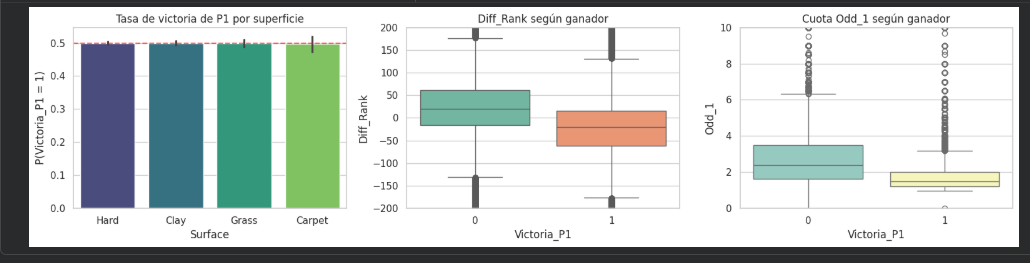 Tasa de victoria de P1 por superficie
P(Victoria_P1 = 1)
0.5
0.4
0.3
0.2
0.1
0.0
Hard Clay Grass Carpet
Surface
Diff_Rank según ganador
Diff_Rank
200
150
100
50
0
−50
−100
−150
−200
0 1
Victoria_P1
Cuota Odd_1 según ganador
Odd_1
10
8
6
4
2
0
0 1
Victoria_P1